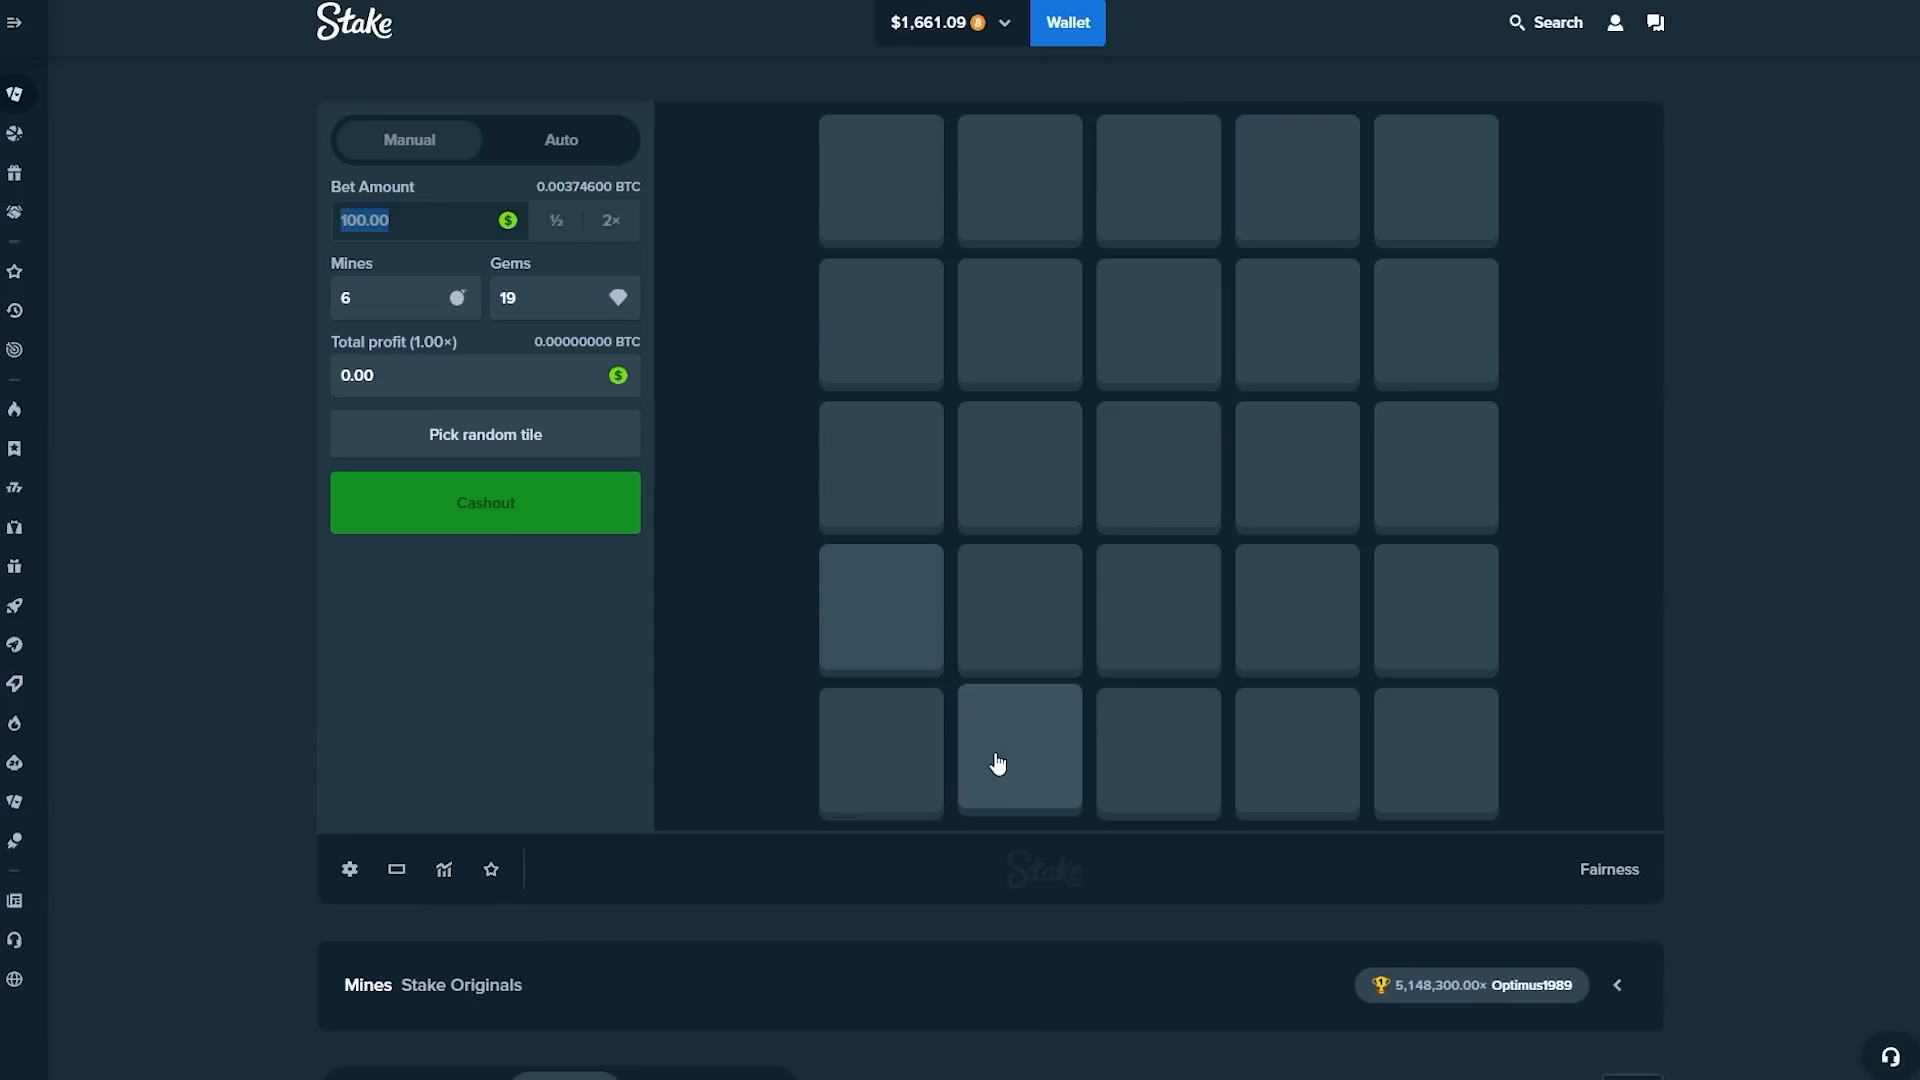 Stake
$1,661.09
Wallet
Search
Manual
Auto
Bet Amount
0.00374600 BTC
100.00
$
½
2×
Mines
Gems
6
19
Total profit (1.00×)
0.00000000 BTC
0.00
$
Pick random tile
Cashout
Stake
Fairness
Mines Stake Originals
5,148,300.00× Optimus1989